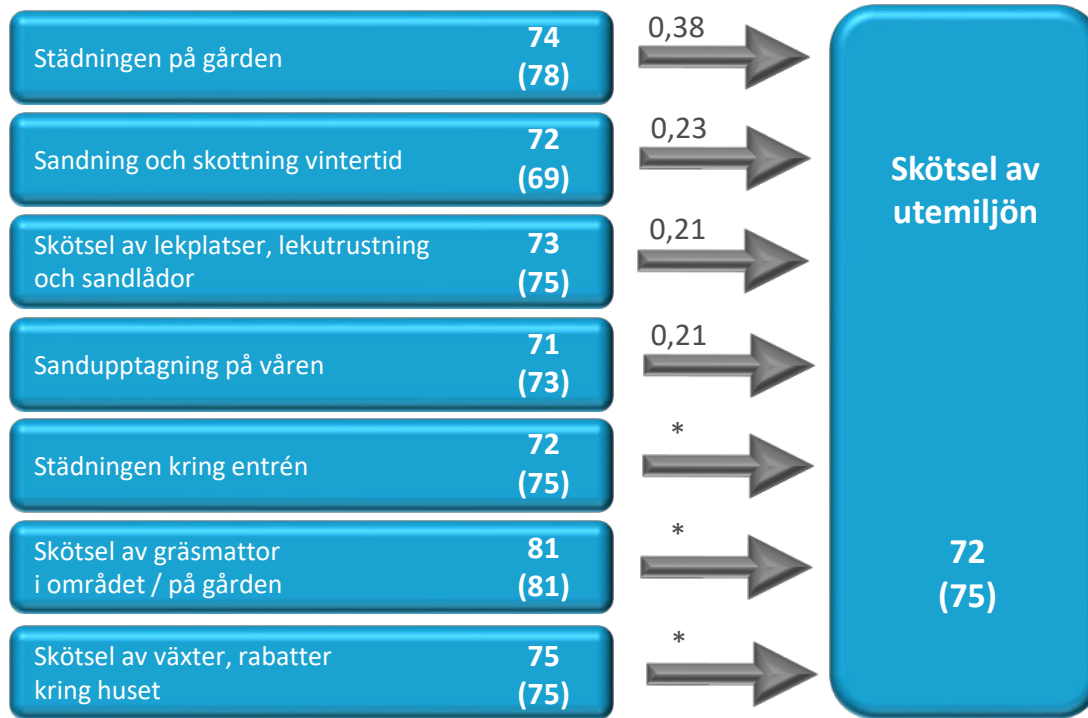 Städningen på gården
74
(78)
0,38
Sandning och skottning vintertid
72
(69)
0,23
Skötsel av lekplatser, lekutrustning
och sandlådor
73
(75)
0,21
Sandupptagning på våren
71
(73)
0,21
Städningen kring entrén
72
(75)
*
Skötsel av gräsmattor
i området / på gården
81
(81)
*
Skötsel av växter, rabatter
kring huset
75
(75)
*
Skötsel av
utemiljön
72
(75)